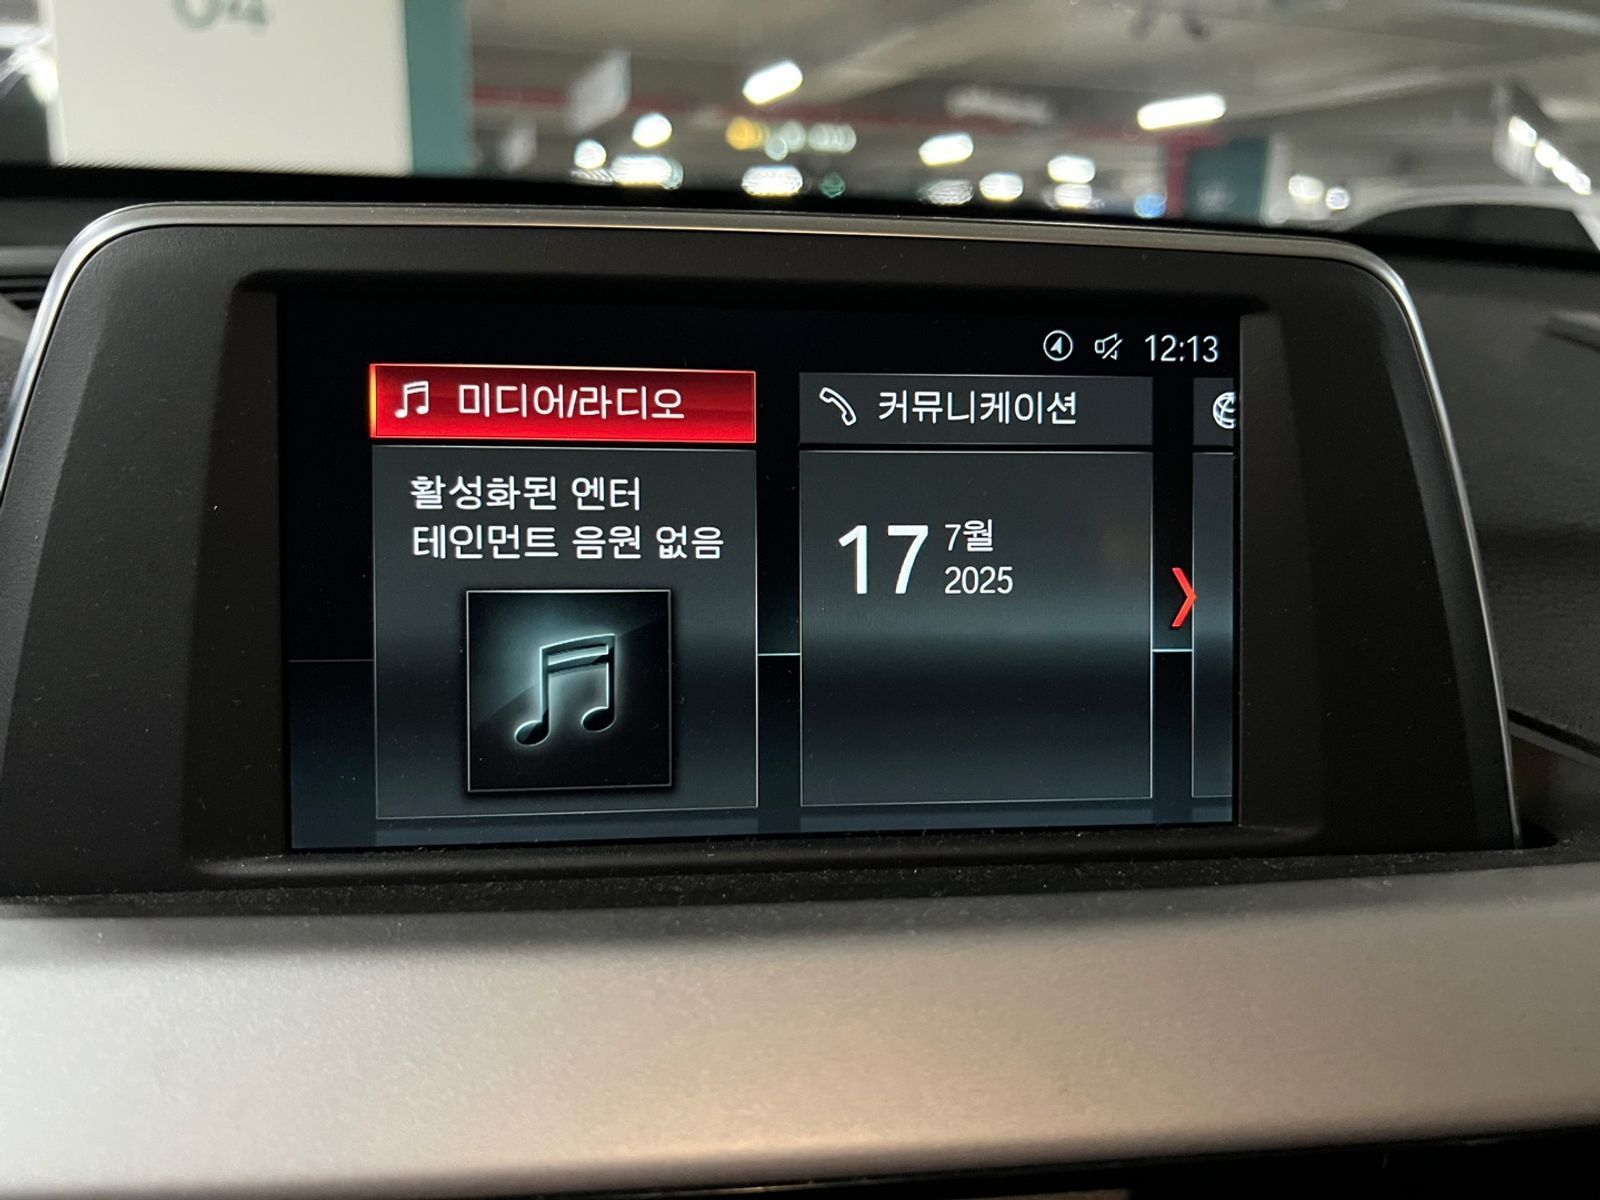 04
12:13
미디어/라디오
커뮤니케이션
활성화된 엔터
테인먼트 음원 없음
17
7월
2025